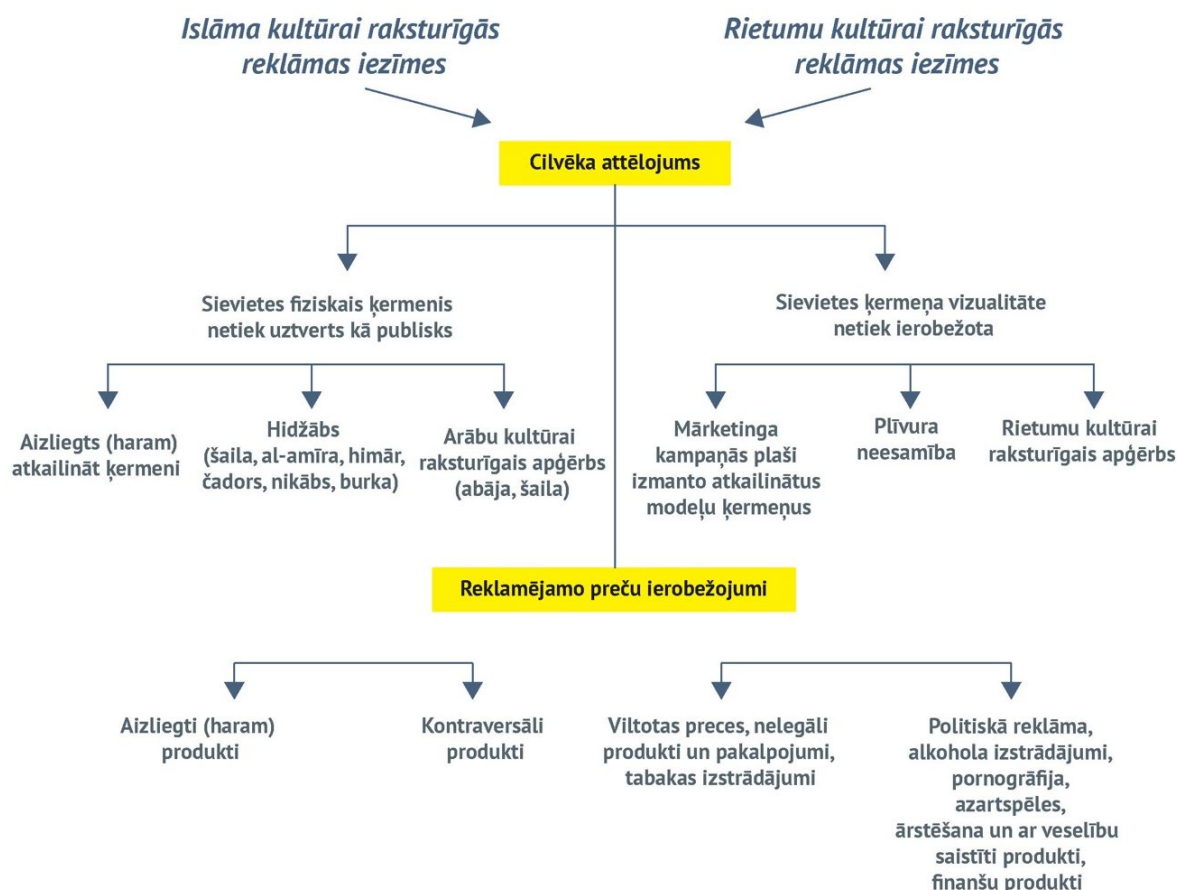 Islāma kultūrai raksturīgās
reklāmas iezīmes
Rietumu kultūrai raksturīgās
reklāmas iezīmes
Cilvēka attēlojums
Sievietes fiziskais ķermenis
netiek uztverts kā publisks
Sievietes ķermeņa vizualitāte
netiek ierobežota
Aizliegts (haram)
atkailināt ķermeni
Hidžābs
(šaila, al-amīra, himār,
čadors, nikābs, burka)
Arābu kultūrai
raksturīgais apģērbs
(abāja, šaila)
Mārketinga
kampaņās plaši
izmanto atkailinātus
modeļu ķermeņus
Plīvura
neesamība
Rietumu kultūrai
raksturīgais apģērbs
Reklamējamo preču ierobežojumi
Aizliegti (haram)
produkti
Kontraversāli
produkti
Viltotas preces, nelegāli
produkti un pakalpojumi,
tabakas izstrādājumi
Politiskā reklāma,
alkohola izstrādājumi,
pornogrāfija,
azartspēles,
ārstēšana un ar veselību
saistīti produkti,
finanšu produkti